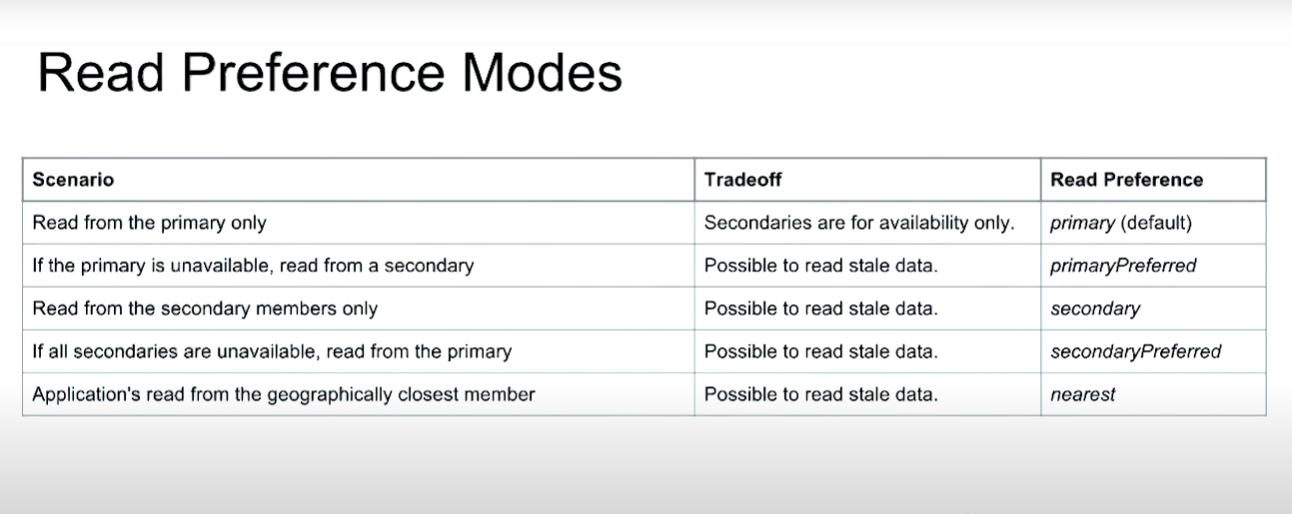 Read Preference Modes
Scenario Tradeoff Read Preference
Read from the primary only Secondaries are for availability only. primary (default)
If the primary is unavailable, read from a secondary Possible to read stale data. primaryPreferred
Read from the secondary members only Possible to read stale data. secondary
If all secondaries are unavailable, read from the primary Possible to read stale data. secondaryPreferred
Application's read from the geographically closest member Possible to read stale data. nearest